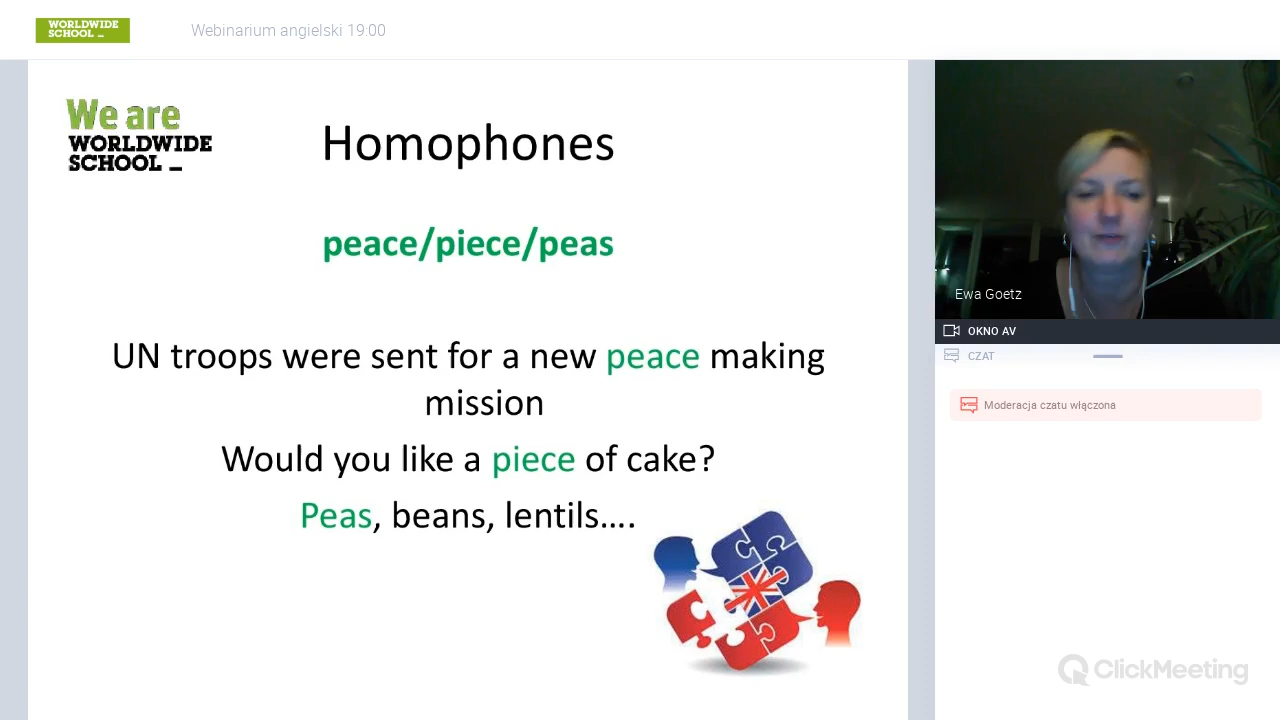 WORLDWIDE
SCHOOL _
Webinarium angielski 19:00
We are
WORLDWIDE
SCHOOL _
Homophones
peace/piece/peas
UN troops were sent for a new peace making
mission
Would you like a piece of cake?
Peas, beans, lentils....
Ewa Goetz
OKNO AV
CZAT
Moderacja czatu włączona
ClickMeeting